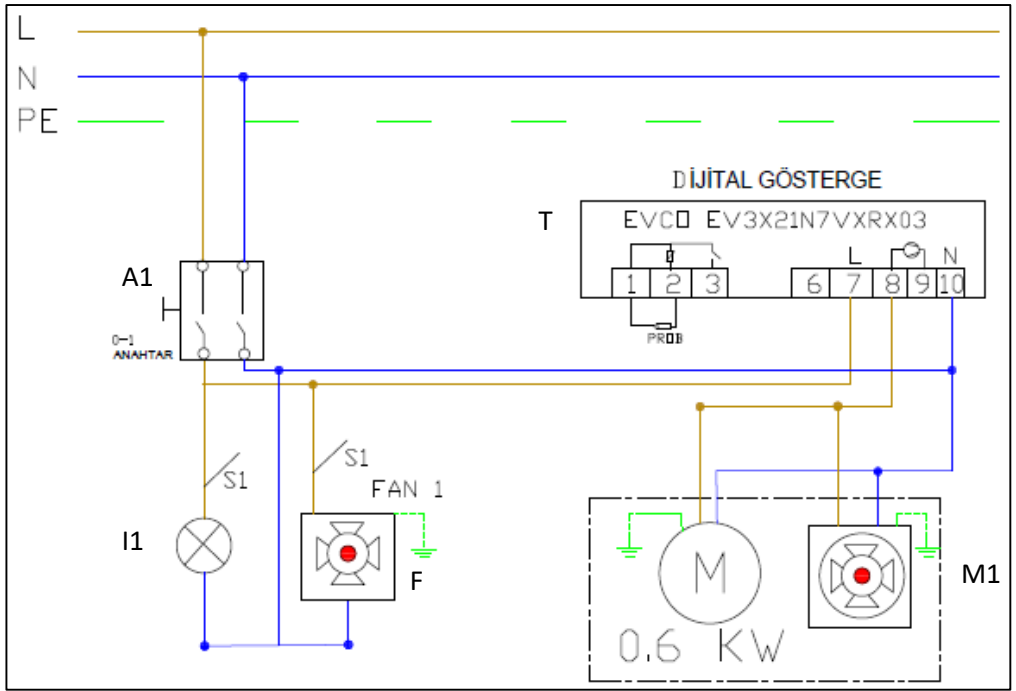 L
N
PE
DİJİTAL GÖSTERGE
T
EVCO EV3X21N7VXRX03
L
N
1 2 3
6 7 8 9 10
PROB
A1
0-1
ANAHTAR
S1
S1
FAN 1
I1
F
M
M1
0.6 KW